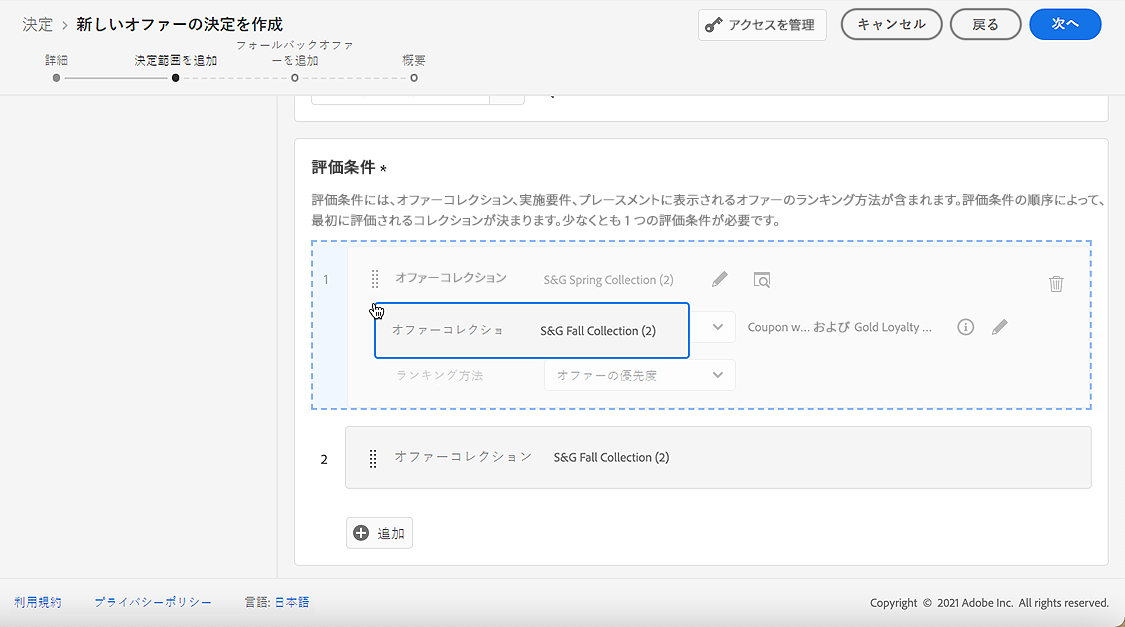 決定 > 新しいオファーの決定を作成
アクセスを管理
キャンセル
戻る
次へ
詳細
決定範囲を追加
フォールバックオファ
ーを追加
概要
評価条件 *
評価条件には、オファーコレクション、実施要件、プレースメントに表示されるオファーのランキング方法が含まれます。評価条件の順序によって、
最初に評価されるコレクションが決まります。少なくとも 1 つの評価条件が必要です。
1
オファーコレクション
S&G Spring Collection (2)
オファーコレクショ
S&G Fall Collection (2)
Coupon w... および Gold Loyalty ...
ランキング方法
オファーの優先度
2
オファーコレクション
S&G Fall Collection (2)
追加
利用規約
プライバシーポリシー
言語: 日本語
Copyright © 2021 Adobe Inc. All rights reserved.